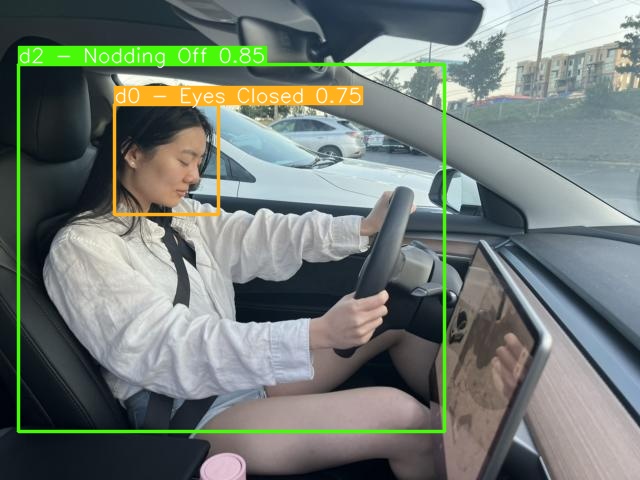 d2 – Nodding Off 0.85
d0 – Eyes Closed 0.75